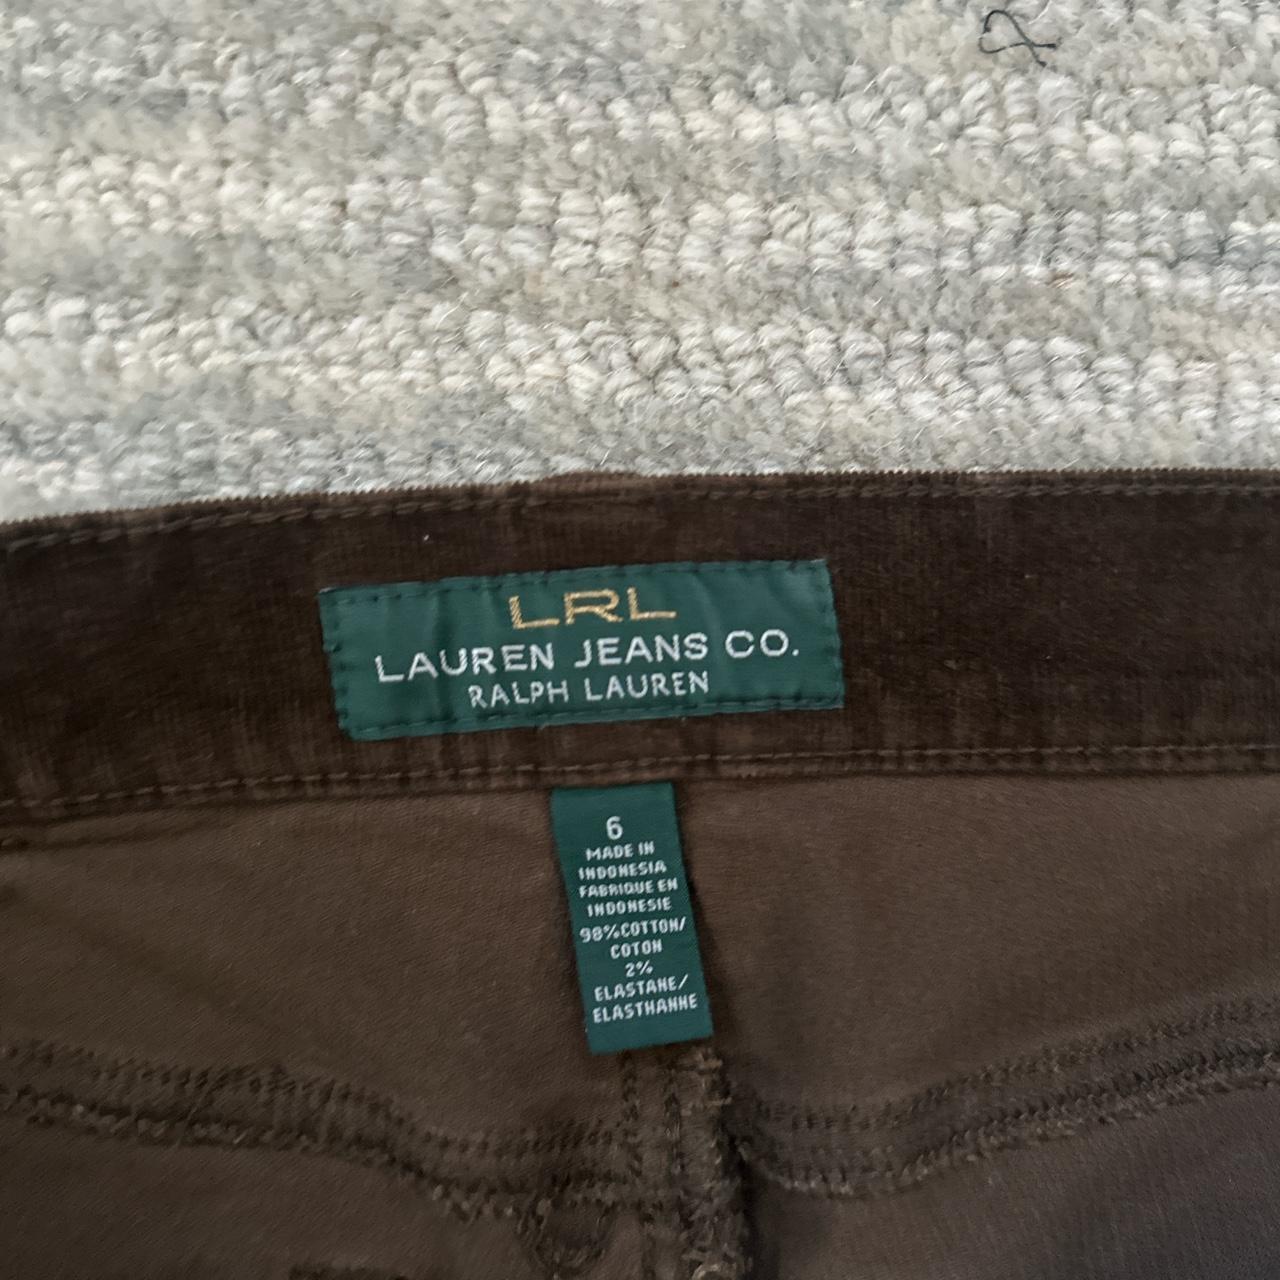 LRL
LAUREN JEANS CO.
RALPH LAUREN
6
MADE IN
INDONESIA
FABRIQUE EN
INDONESIE
98%COTTON/
COTON
2%
ELASTANE/
ELASTHANNE